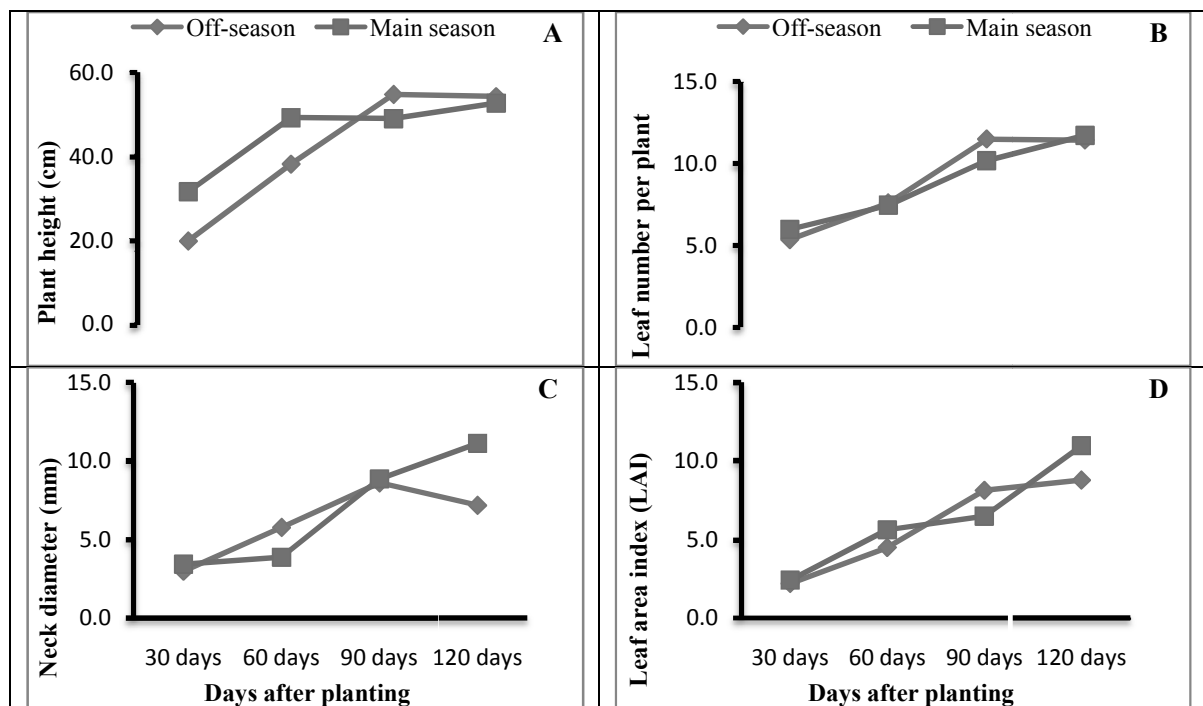 Off-season Main season A
60.0
40.0
20.0
0.0
Plant height (cm)
Off-season Main season B
15.0
10.0
5.0
0.0
Leaf number per plant
C
15.0
10.0
5.0
0.0
Neck diameter (mm)
30 days 60 days 90 days 120 days
Days after planting
D
15.0
10.0
5.0
0.0
Leaf area index (LAI)
30 days 60 days 90 days 120 days
Days after planting